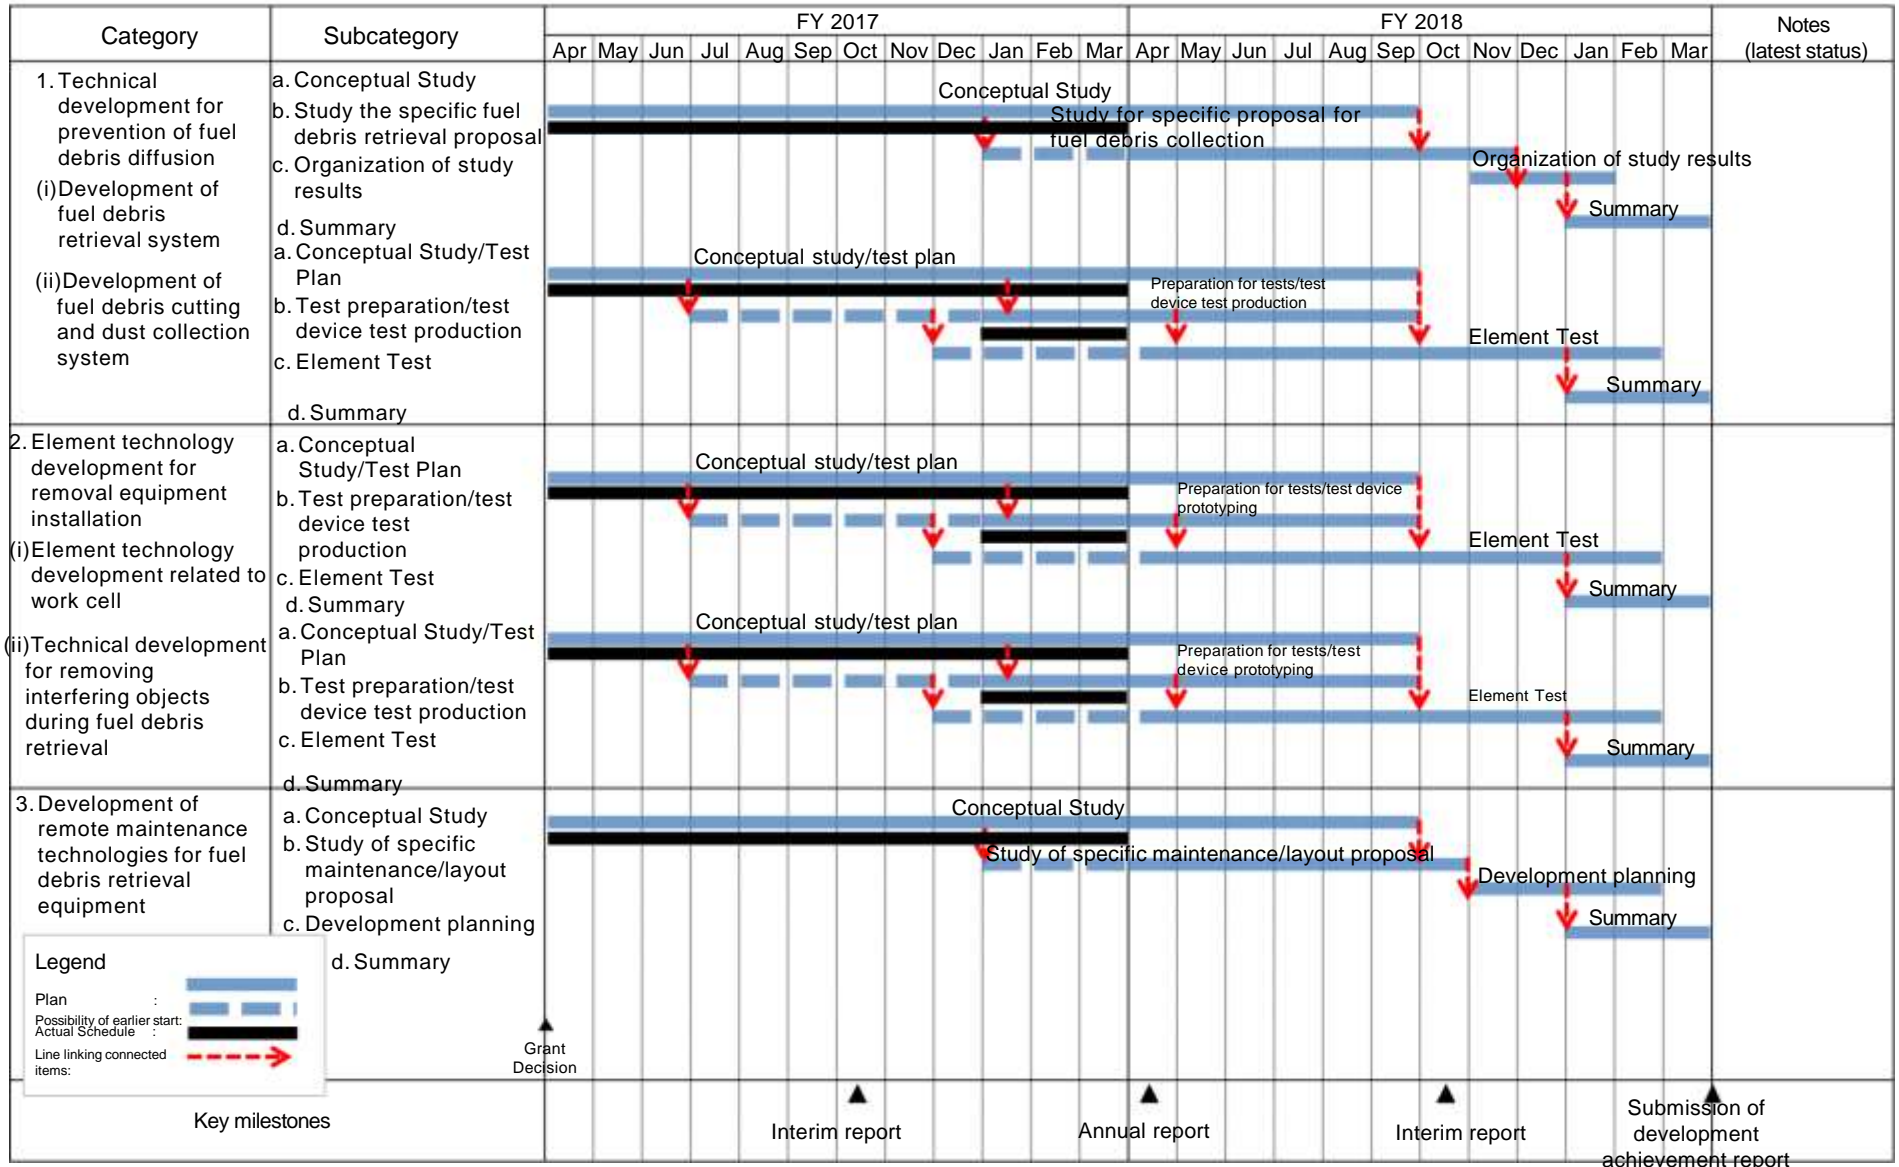 Category
Subcategory
FY 2017
FY 2018
Notes
(latest status)
Apr May Jun Jul Aug Sep Oct Nov Dec Jan Feb Mar Apr May Jun Jul Aug Sep Oct Nov Dec Jan Feb Mar
1. Technical
development for
prevention of fuel
debris diffusion
(i)Development of
fuel debris
retrieval system
(ii)Development of
fuel debris cutting
and dust collection
system
a. Conceptual Study
b. Study the specific fuel
debris retrieval proposal
c. Organization of study
results
d. Summary
a. Conceptual Study/Test
Plan
b. Test preparation/test
device test production
c. Element Test
d. Summary
Conceptual Study
Study for specific proposal for
fuel debris collection
Organization of study results
Summary
Conceptual study/test plan
Preparation for tests/test
device test production
Element Test
Summary
2. Element technology
development for
removal equipment
installation
(i)Element technology
development related to
work cell
(ii)Technical development
for removing
interfering objects
during fuel debris
retrieval
a. Conceptual
Study/Test Plan
b. Test preparation/test
device test
production
c. Element Test
d. Summary
a. Conceptual Study/Test
Plan
b. Test preparation/test
device test production
c. Element Test
d. Summary
Conceptual study/test plan
Preparation for tests/test device
prototyping
Element Test
Summary
Conceptual study/test plan
Preparation for tests/test
device prototyping
Element Test
Summary
3. Development of
remote maintenance
technologies for fuel
debris retrieval
equipment
a. Conceptual Study
b. Study of specific
maintenance/layout
proposal
c. Development planning
d. Summary
Conceptual Study
Study of specific maintenance/layout proposal
Development planning
Summary
Legend
Plan :
Possibility of earlier start:
Actual Schedule :
Line linking connected
items:
Grant
Decision
Key milestones
Interim report
Annual report
Interim report
Submission of
development
achievement report